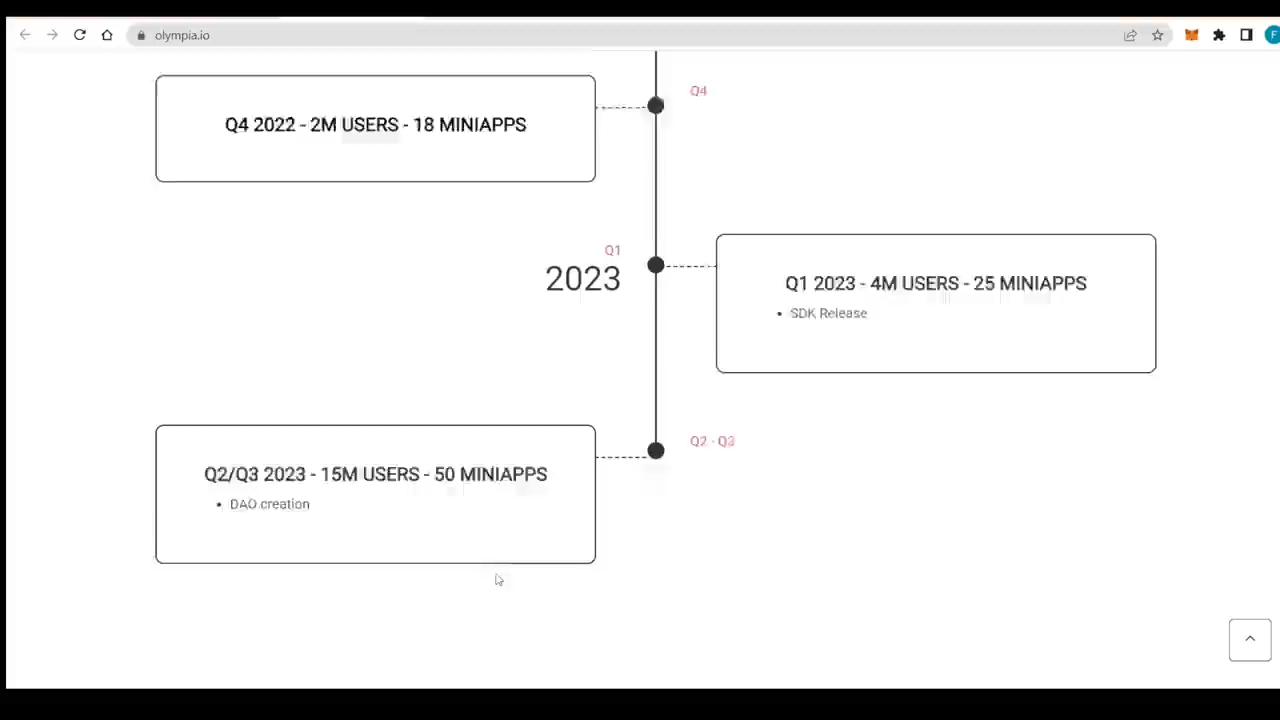 olympia.io
F
Q4
Q4 2022 - 2M USERS - 18 MINIAPPS
Q1
2023
Q1 2023 - 4M USERS - 25 MINIAPPS
• SDK Release
Q2 - Q3
Q2/Q3 2023 - 15M USERS - 50 MINIAPPS
• DAO creation